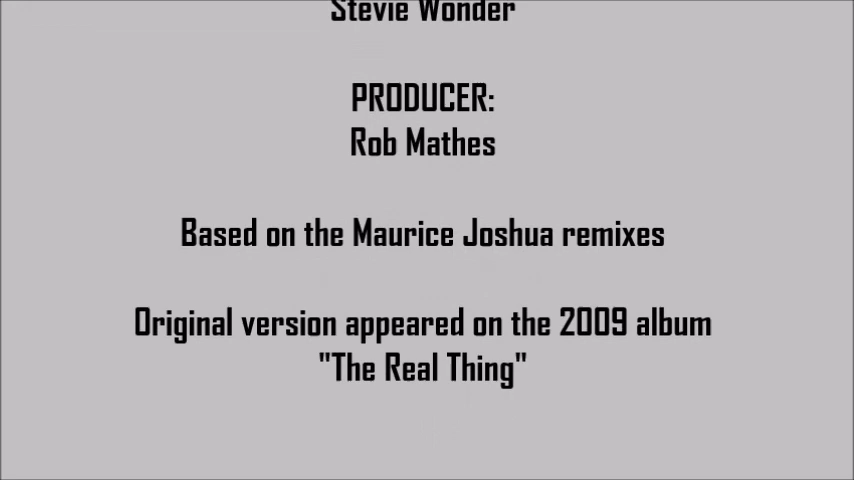 Stevie Wonder
PRODUCER:
Rob Mathes
Based on the Maurice Joshua remixes
Original version appeared on the 2009 album
"The Real Thing"